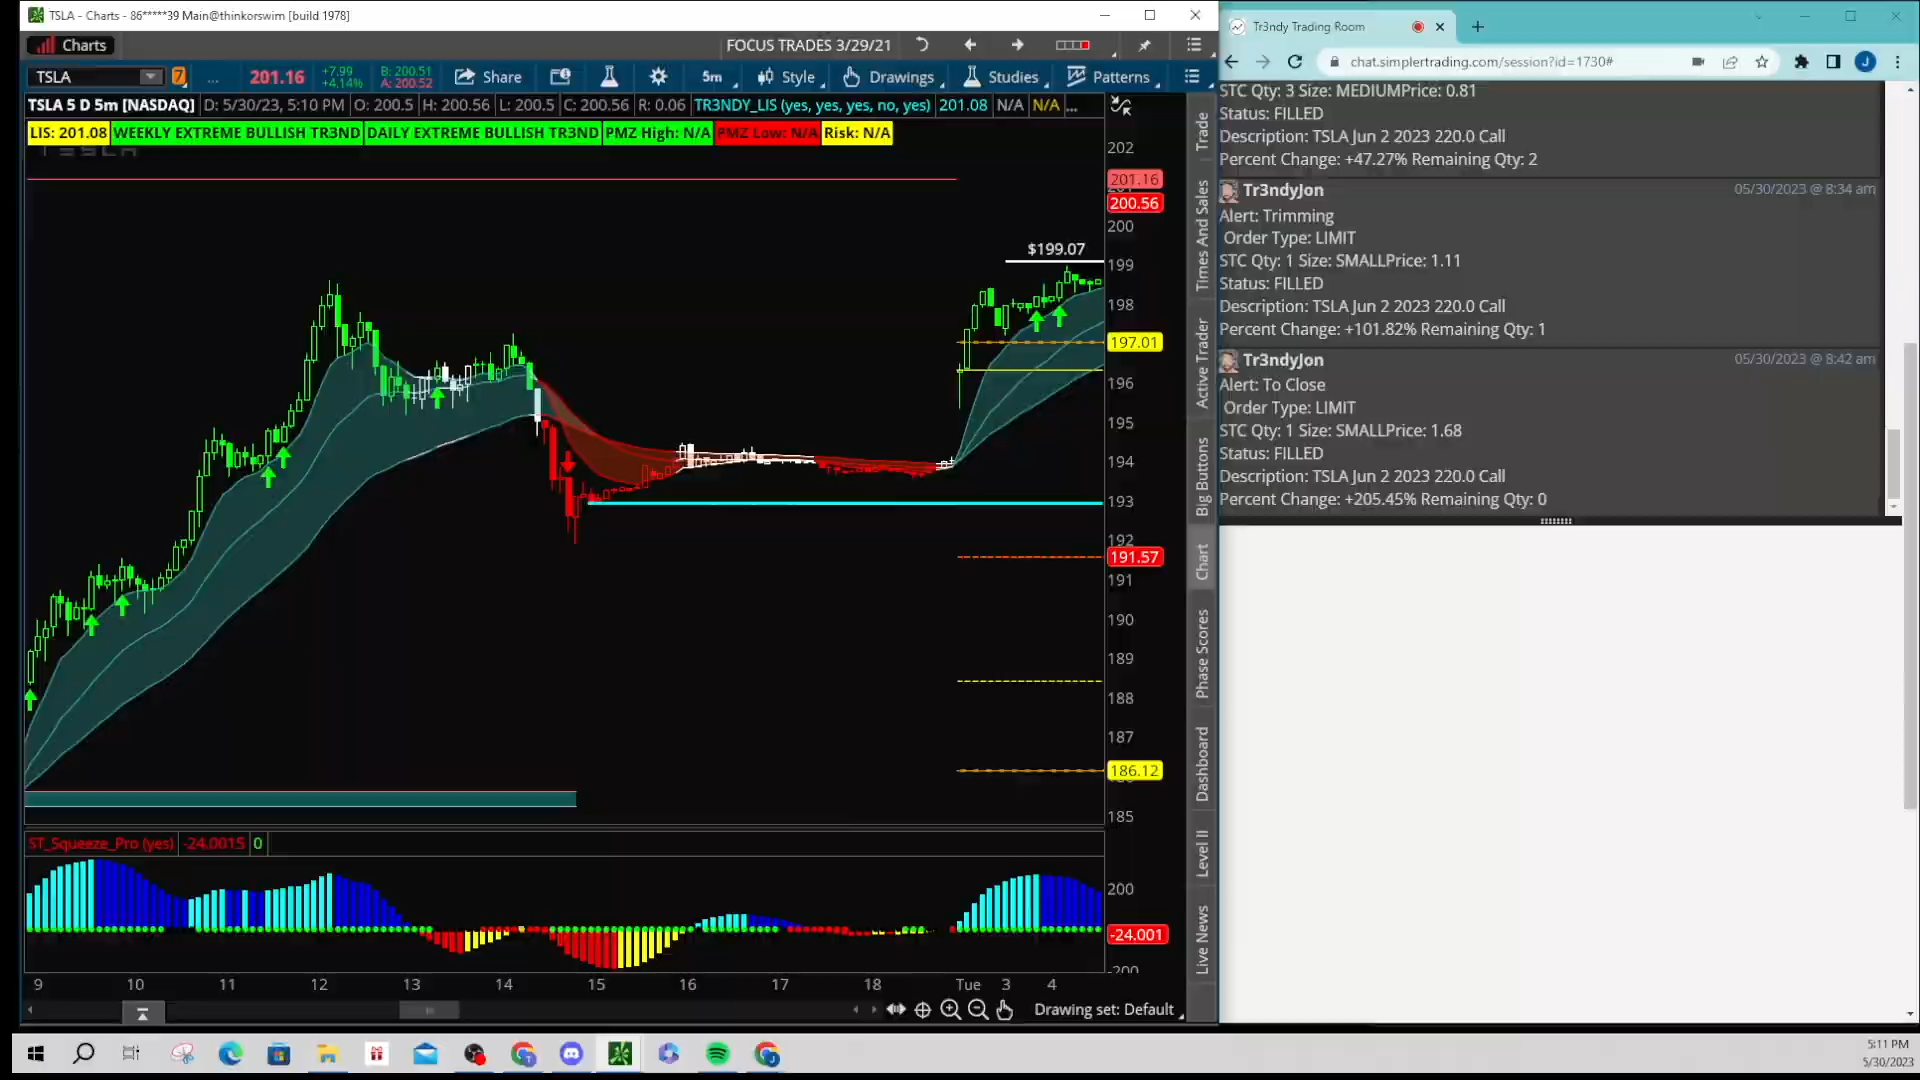 TSLA - Charts - 86*****39 Main@thinkorswim [build 1978]
Charts
FOCUS TRADES 3/29/21
TSLA
7
...
201.16
+7.99
+4.14%
B: 200.51
A: 200.52
Share
5m
Style
Drawings
Studies
Patterns
TSLA 5 D 5m [NASDAQ]
D: 5/30/23, 5:10 PM
O: 200.5
H: 200.56
L: 200.5
C: 200.56
R: 0.06
TR3NDY_LIS (yes, yes, yes, no, yes)
201.08
N/A
N/A
...
LIS: 201.08
WEEKLY EXTREME BULLISH TR3ND
DAILY EXTREME BULLISH TR3ND
PMZ High: N/A
PMZ Low: N/A
Risk: N/A
202
201.16
200.56
200
$199.07
199
198
197.01
196
195
194
193
192
191.57
191
190
189
188
187
186.12
185
ST_Squeeze_Pro (yes)
-24.0015
0
200
-24.001
-200
9
10
11
12
13
14
15
16
17
18
Tue
3
4
Drawing set: Default
Trade
Times And Sales
Active Trader
Big Buttons
Chart
Phase Scores
Dashboard
Level II
Live News
Tr3ndy Trading Room
chat.simplertrading.com/session?id=1730#
J
STC Qty: 3 Size: MEDIUMPrice: 0.81
Status: FILLED
Description: TSLA Jun 2 2023 220.0 Call
Percent Change: +47.27% Remaining Qty: 2
Tr3ndyJon
05/30/2023 @ 8:34 am
Alert: Trimming
Order Type: LIMIT
STC Qty: 1 Size: SMALLPrice: 1.11
Status: FILLED
Description: TSLA Jun 2 2023 220.0 Call
Percent Change: +101.82% Remaining Qty: 1
Tr3ndyJon
05/30/2023 @ 8:42 am
Alert: To Close
Order Type: LIMIT
STC Qty: 1 Size: SMALLPrice: 1.68
Status: FILLED
Description: TSLA Jun 2 2023 220.0 Call
Percent Change: +205.45% Remaining Qty: 0
5:11 PM
5/30/2023